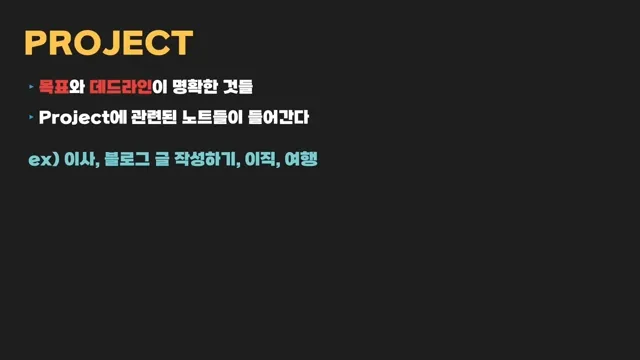 PROJECT
‣ 목표와 데드라인이 명확한 것들
‣ Project에 관련된 노트들이 들어간다
ex) 이사, 블로그 글 작성하기, 이직, 여행